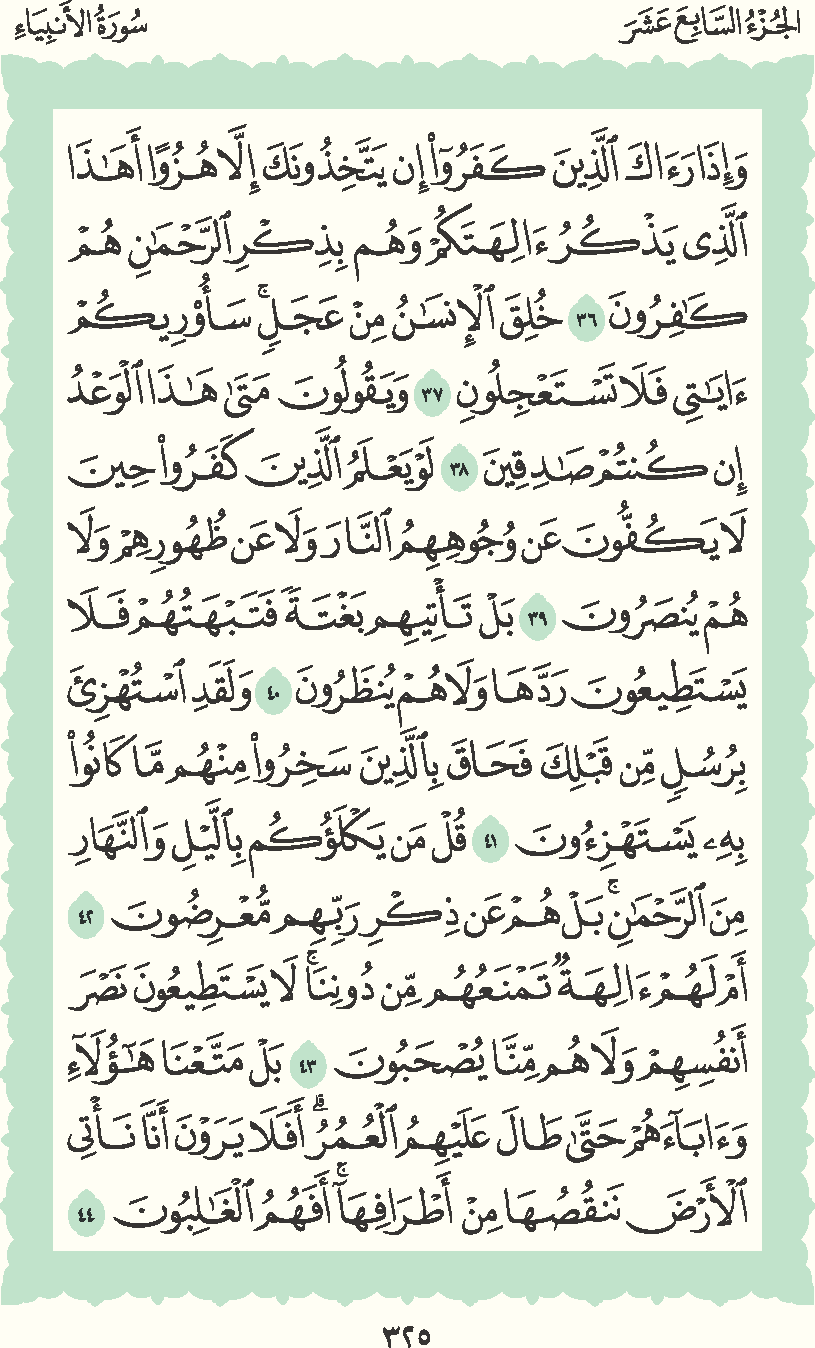 الجُزْءُ السَّابِعَ عَشَرَ
سُورَةُ الأَنبِيَاءِ
وَإِذَا رَءَاكَ ٱلَّذِينَ كَفَرُوٓا۟ إِن يَتَّخِذُونَكَ إِلَّا هُزُوًا أَهَـٰذَا
ٱلَّذِى يَذْكُرُ ءَالِهَتَكُمْ وَهُم بِذِكْرِ ٱلرَّحْمَـٰنِ هُمْ
كَـٰفِرُونَ ٣٦ خُلِقَ ٱلْإِنسَـٰنُ مِنْ عَجَلٍ ۚ سَأُو۟رِيكُمْ
ءَايَـٰتِى فَلَا تَسْتَعْجِلُونِ ٣٧ وَيَقُولُونَ مَتَىٰ هَـٰذَا ٱلْوَعْدُ
إِن كُنتُمْ صَـٰدِقِينَ ٣٨ لَوْ يَعْلَمُ ٱلَّذِينَ كَفَرُوا۟ حِينَ
لَا يَكُفُّونَ عَن وُجُوهِهِمُ ٱلنَّارَ وَلَا عَن ظُهُورِهِمْ وَلَا
هُمْ يُنصَرُونَ ٣٩ بَلْ تَأْتِيهِم بَغْتَةً فَتَبْهَتُهُمْ فَلَا
يَسْتَطِيعُونَ رَدَّهَا وَلَا هُمْ يُنظَرُونَ ٤٠ وَلَقَدِ ٱسْتُهْزِئَ
بِرُسُلٍ مِّن قَبْلِكَ فَحَاقَ بِٱلَّذِينَ سَخِرُوا۟ مِنْهُم مَّا كَانُوا۟
بِهِۦ يَسْتَهْزِءُونَ ٤١ قُلْ مَن يَكْلَؤُكُم بِٱلَّيْلِ وَٱلنَّهَارِ
مِنَ ٱلرَّحْمَـٰنِ ۚ بَلْ هُمْ عَن ذِكْرِ رَبِّهِم مُّعْرِضُونَ ٤٢
أَمْ لَهُمْ ءَالِهَةٌ تَمْنَعُهُم مِّن دُونِنَا ۚ لَا يَسْتَطِيعُونَ نَصْرَ
أَنفُسِهِمْ وَلَا هُم مِّنَّا يُصْحَبُونَ ٤٣ بَلْ مَتَّعْنَا هَـٰٓؤُلَآءِ
وَءَابَآءَهُمْ حَتَّىٰ طَالَ عَلَيْهِمُ ٱلْعُمُرُ ۗ أَفَلَا يَرَوْنَ أَنَّا نَأْتِى
ٱلْأَرْضَ نَنقُصُهَا مِنْ أَطْرَافِهَآ ۚ أَفَهُمُ ٱلْغَـٰلِبُونَ ٤٤
٣٢٥